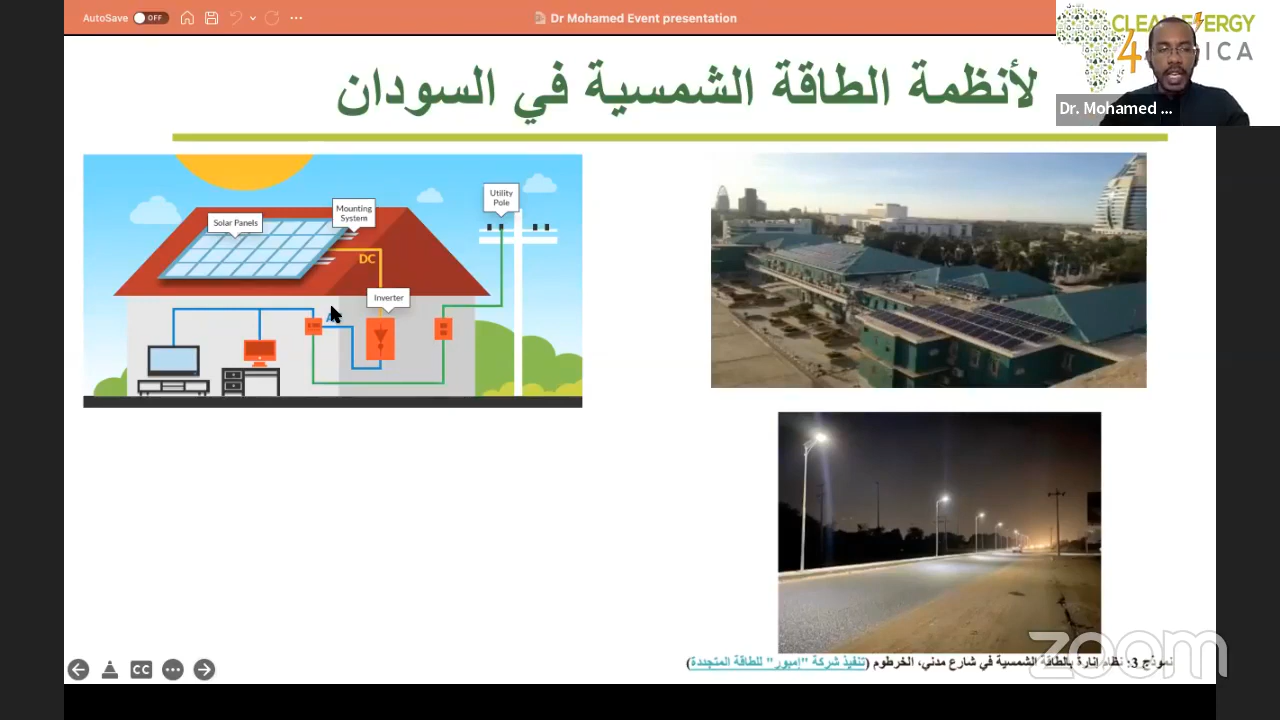 AutoSave OFF
Dr Mohamed Event presentation
CLEAN ENERGY
4
Dr. Mohamed ...
لأنظمة الطاقة الشمسية في السودان
Solar Panels
Mounting
System
Utility
Pole
DC
Inverter
CC
zoom
نموذج 3: نظام إنارة بالطاقة الشمسية في شارع مدني، الخرطوم (تنفيذ شركة "إمبور" للطاقة المتجددة)